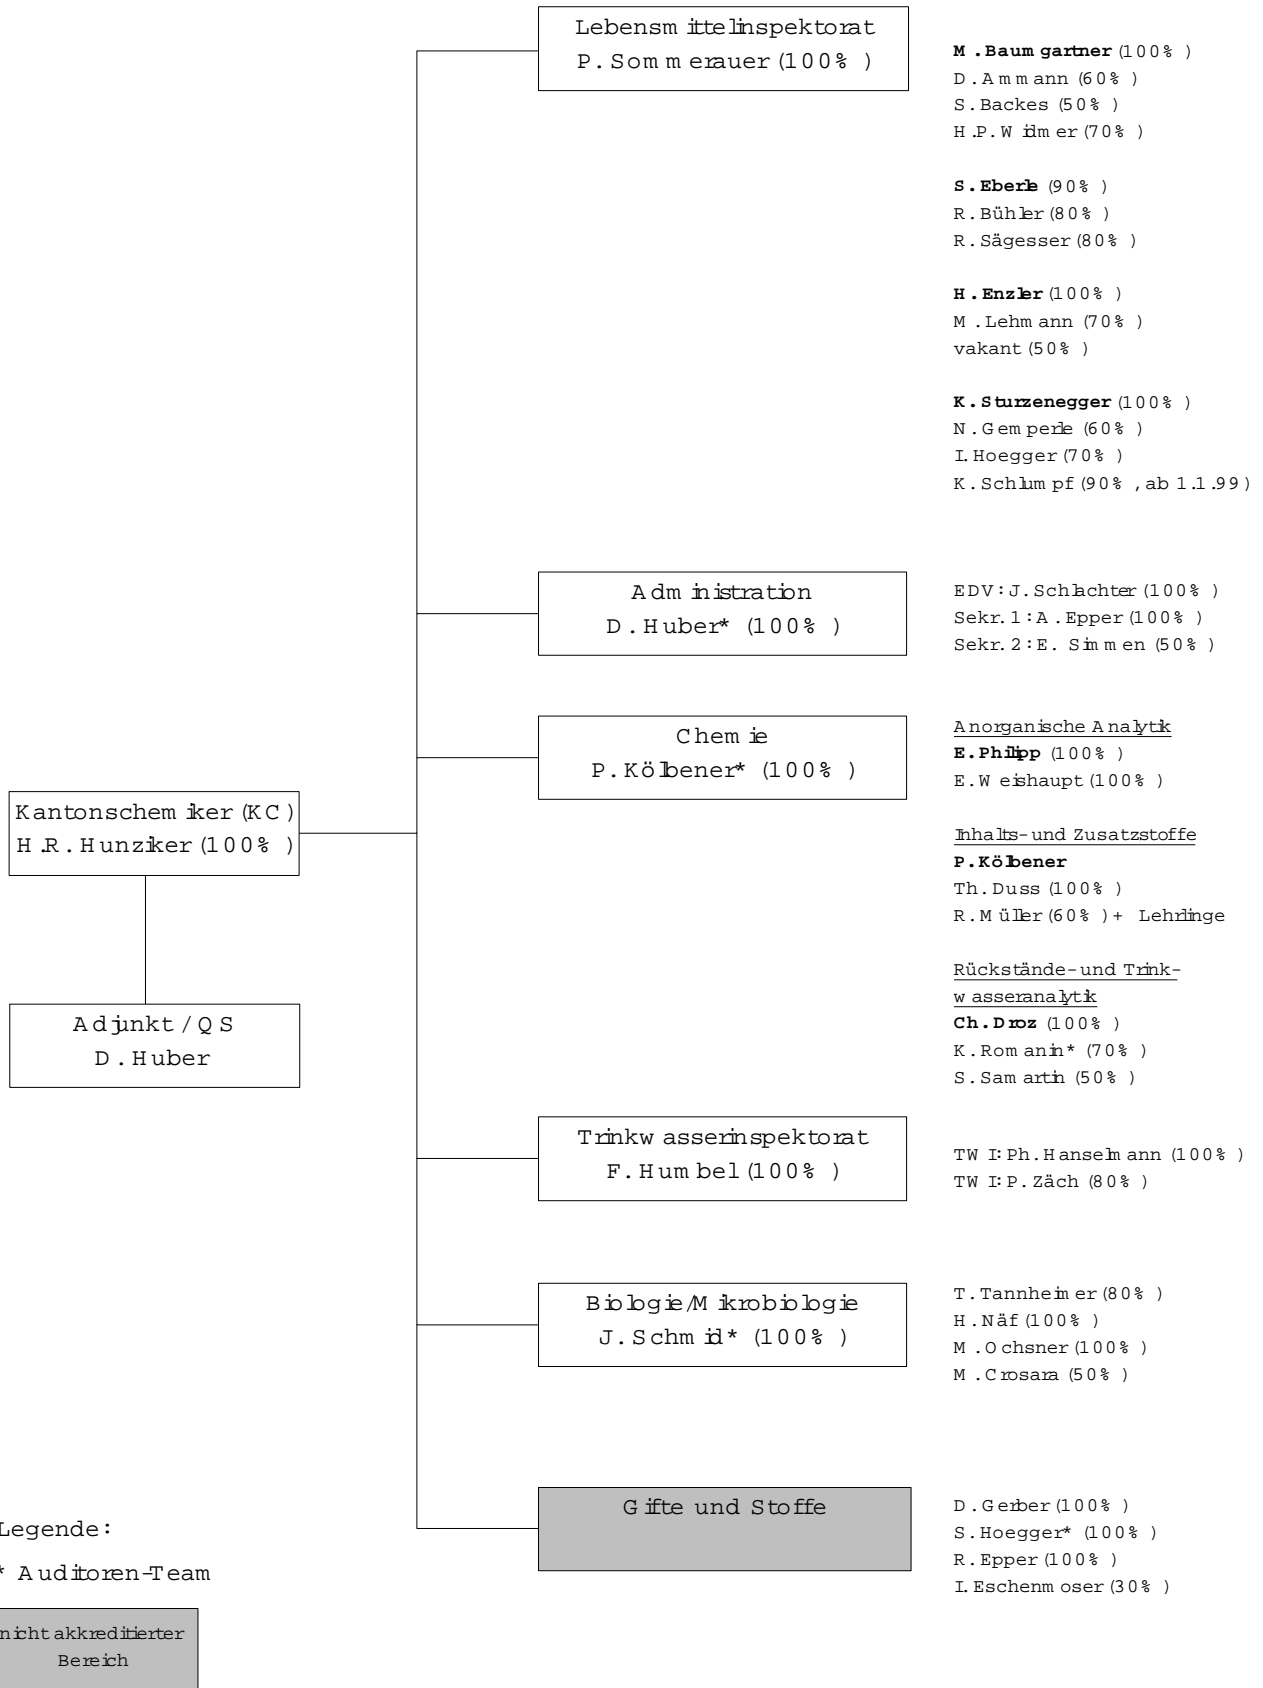 Lebensmittelinspektorat
P. Sommerauer (100%)
M. Baumgartner (100%)
D. Ammann (60%)
S. Backes (50%)
H.P. Widmer (70%)
S. Eberle (90%)
R. Bühler (80%)
R. Sägesser (80%)
H. Enzler (100%)
M. Lehmann (70%)
vakant (50%)
K. Sturzenegger (100%)
N. Gemperle (60%)
I. Hoegger (70%)
K. Schlumpf (90%, ab 1.1.99)
Administration
D. Huber* (100%)
EDV: J. Schlachter (100%)
Sekr. 1: A. Epper (100%)
Sekr. 2: E. Simmen (50%)
Chemie
P. Kölbener* (100%)
Anorganische Analytik
E. Philipp (100%)
E. Weishaupt (100%)
Inhalts- und Zusatzstoffe
P. Kölbener
Th. Duss (100%)
R. Müller (60%) + Lehrlinge
Rückstände- und Trink-
wasseranalytik
Ch. Droz (100%)
K. Romanin* (70%)
S. Samartin (50%)
Kantonschemiker (KC)
H.R. Hunziker (100%)
Adjunkt / QS
D. Huber
Trinkwasserinspektorat
F. Humbel (100%)
TWI: Ph. Hanselmann (100%)
TWI: P. Zäch (80%)
Biologie/Mikrobiologie
J. Schmid* (100%)
T. Tannheimer (80%)
H. Näf (100%)
M. Ochsner (100%)
M. Crosara (50%)
Gifte und Stoffe
D. Gerber (100%)
S. Hoegger* (100%)
R. Epper (100%)
I. Eschenmoser (30%)
Legende:
* Auditoren-Team
nicht akkreditierter
Bereich